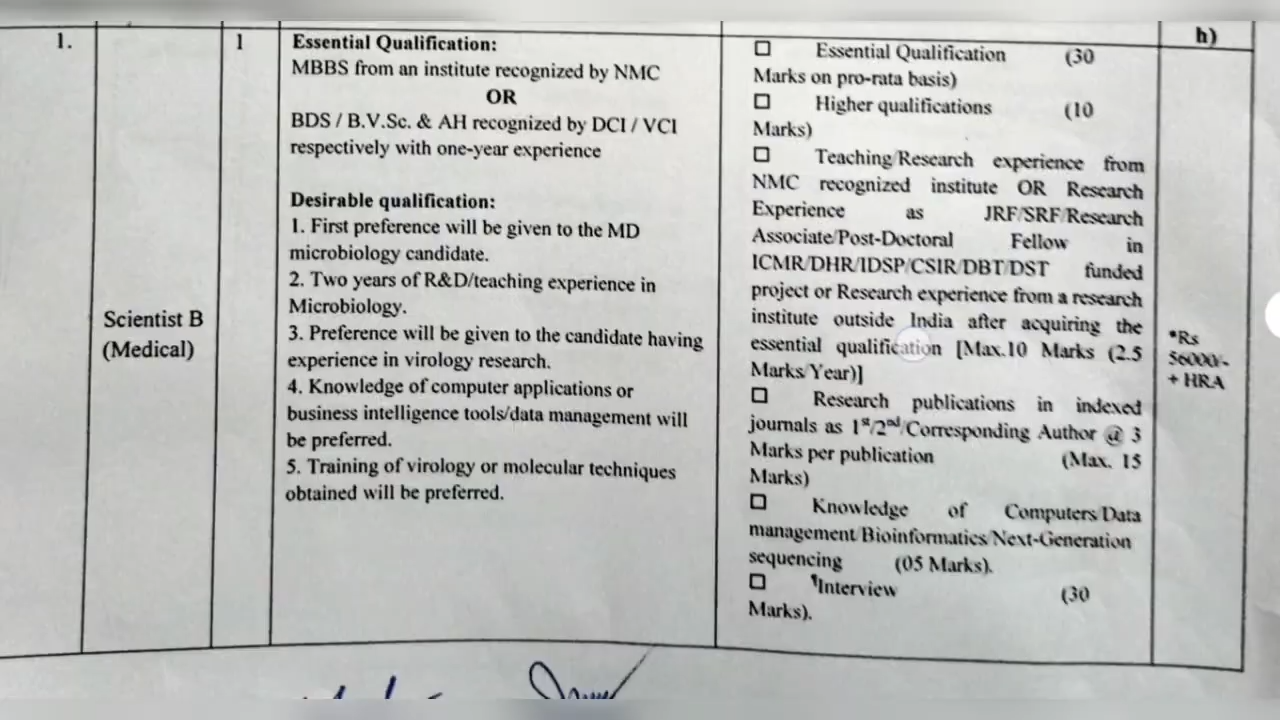 h)
1.
Scientist B
(Medical)
1
Essential Qualification:
MBBS from an institute recognized by NMC
OR
BDS / B.V.Sc. & AH recognized by DCI / VCI
respectively with one-year experience
Desirable qualification:
1. First preference will be given to the MD
microbiology candidate.
2. Two years of R&D/teaching experience in
Microbiology.
3. Preference will be given to the candidate having
experience in virology research.
4. Knowledge of computer applications or
business intelligence tools/data management will
be preferred.
5. Training of virology or molecular techniques
obtained will be preferred.
☐ Essential Qualification (30
Marks on pro-rata basis)
☐ Higher qualifications (10
Marks)
☐ Teaching/Research experience from
NMC recognized institute OR Research
Experience as JRF/SRF/Research
Associate/Post-Doctoral Fellow in
ICMR/DHR/IDSP/CSIR/DBT/DST funded
project or Research experience from a research
institute outside India after acquiring the
essential qualification [Max.10 Marks (2.5
Marks/Year)]
☐ Research publications in indexed
journals as 1st/2nd/Corresponding Author @ 3
Marks per publication (Max. 15
Marks)
☐ Knowledge of Computers/Data
management/Bioinformatics/Next-Generation
sequencing (05 Marks).
☐ ¶Interview (30
Marks).
*Rs
56000/-
+ HRA